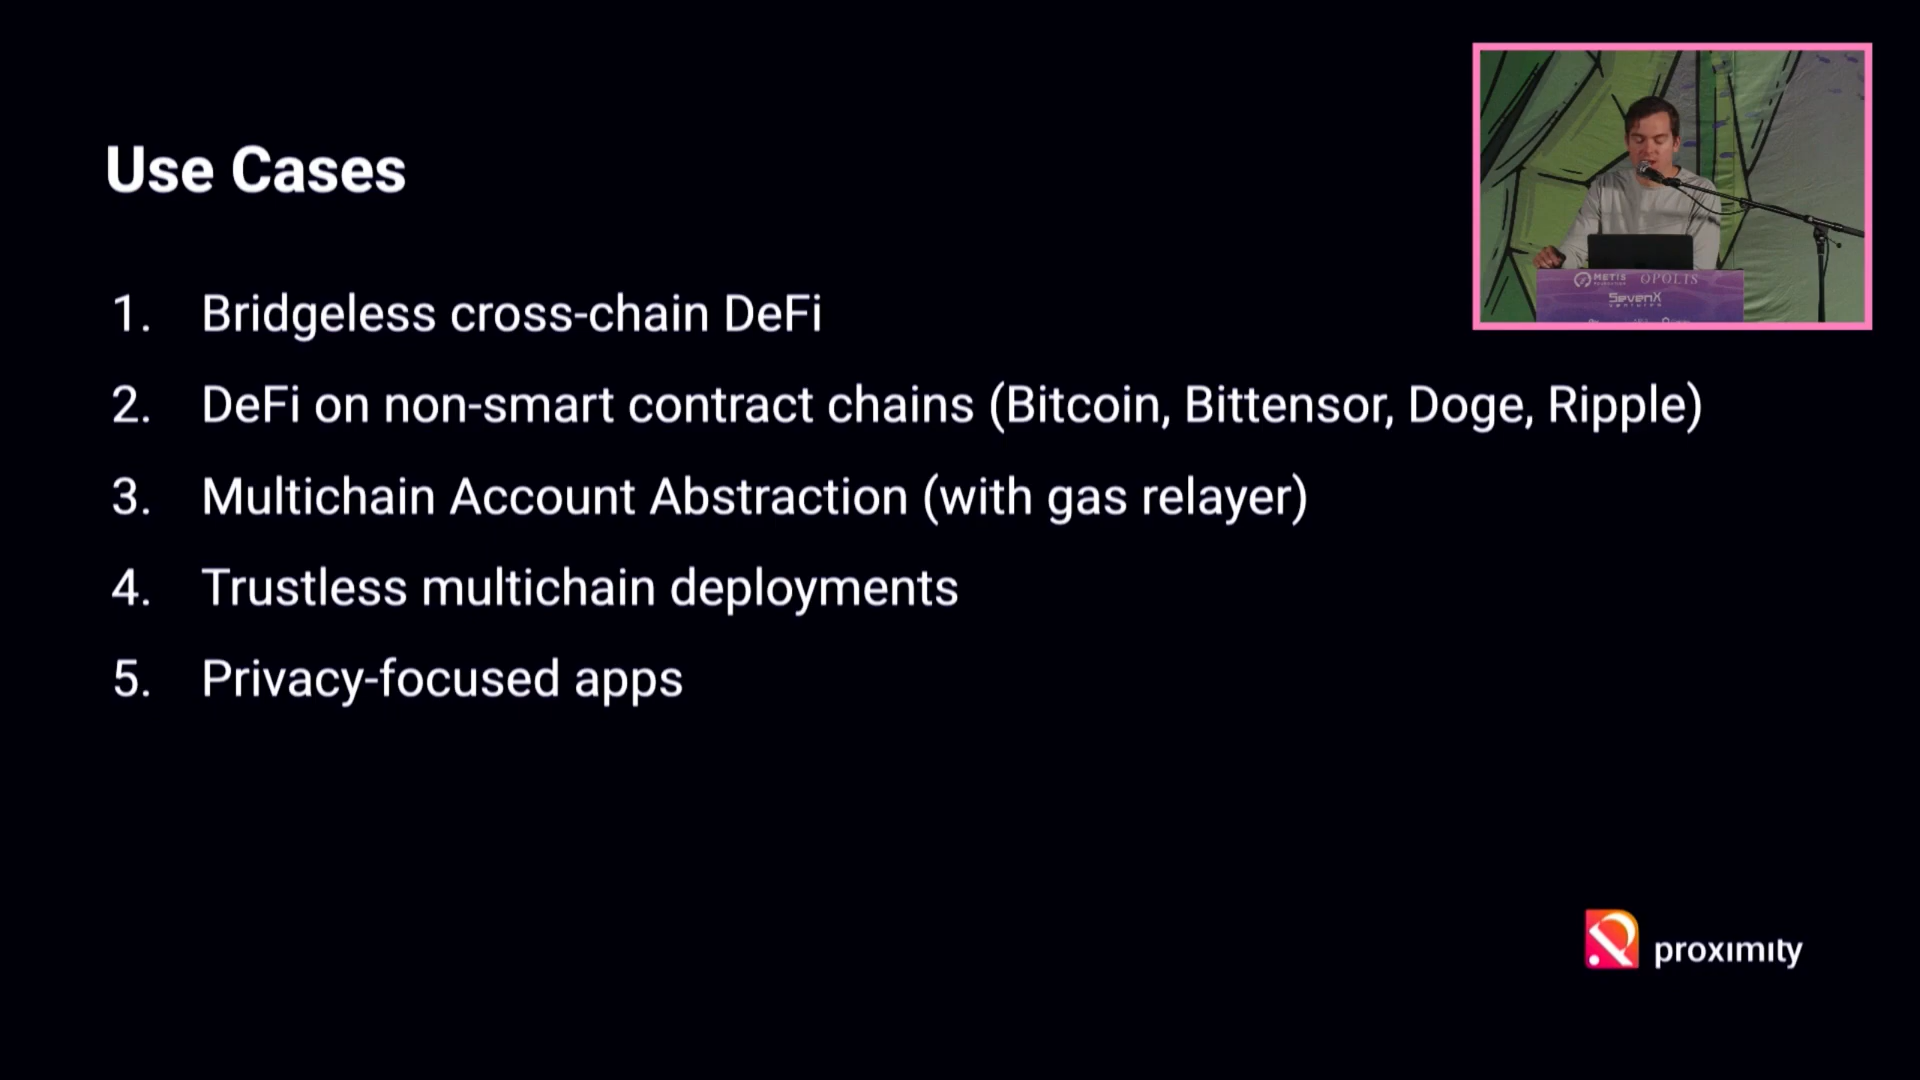 Use Cases
1. Bridgeless cross-chain DeFi
2. DeFi on non-smart contract chains (Bitcoin, Bittensor, Doge, Ripple)
3. Multichain Account Abstraction (with gas relayer)
4. Trustless multichain deployments
5. Privacy-focused apps
METIS OPOLIS
SevenX
proximity